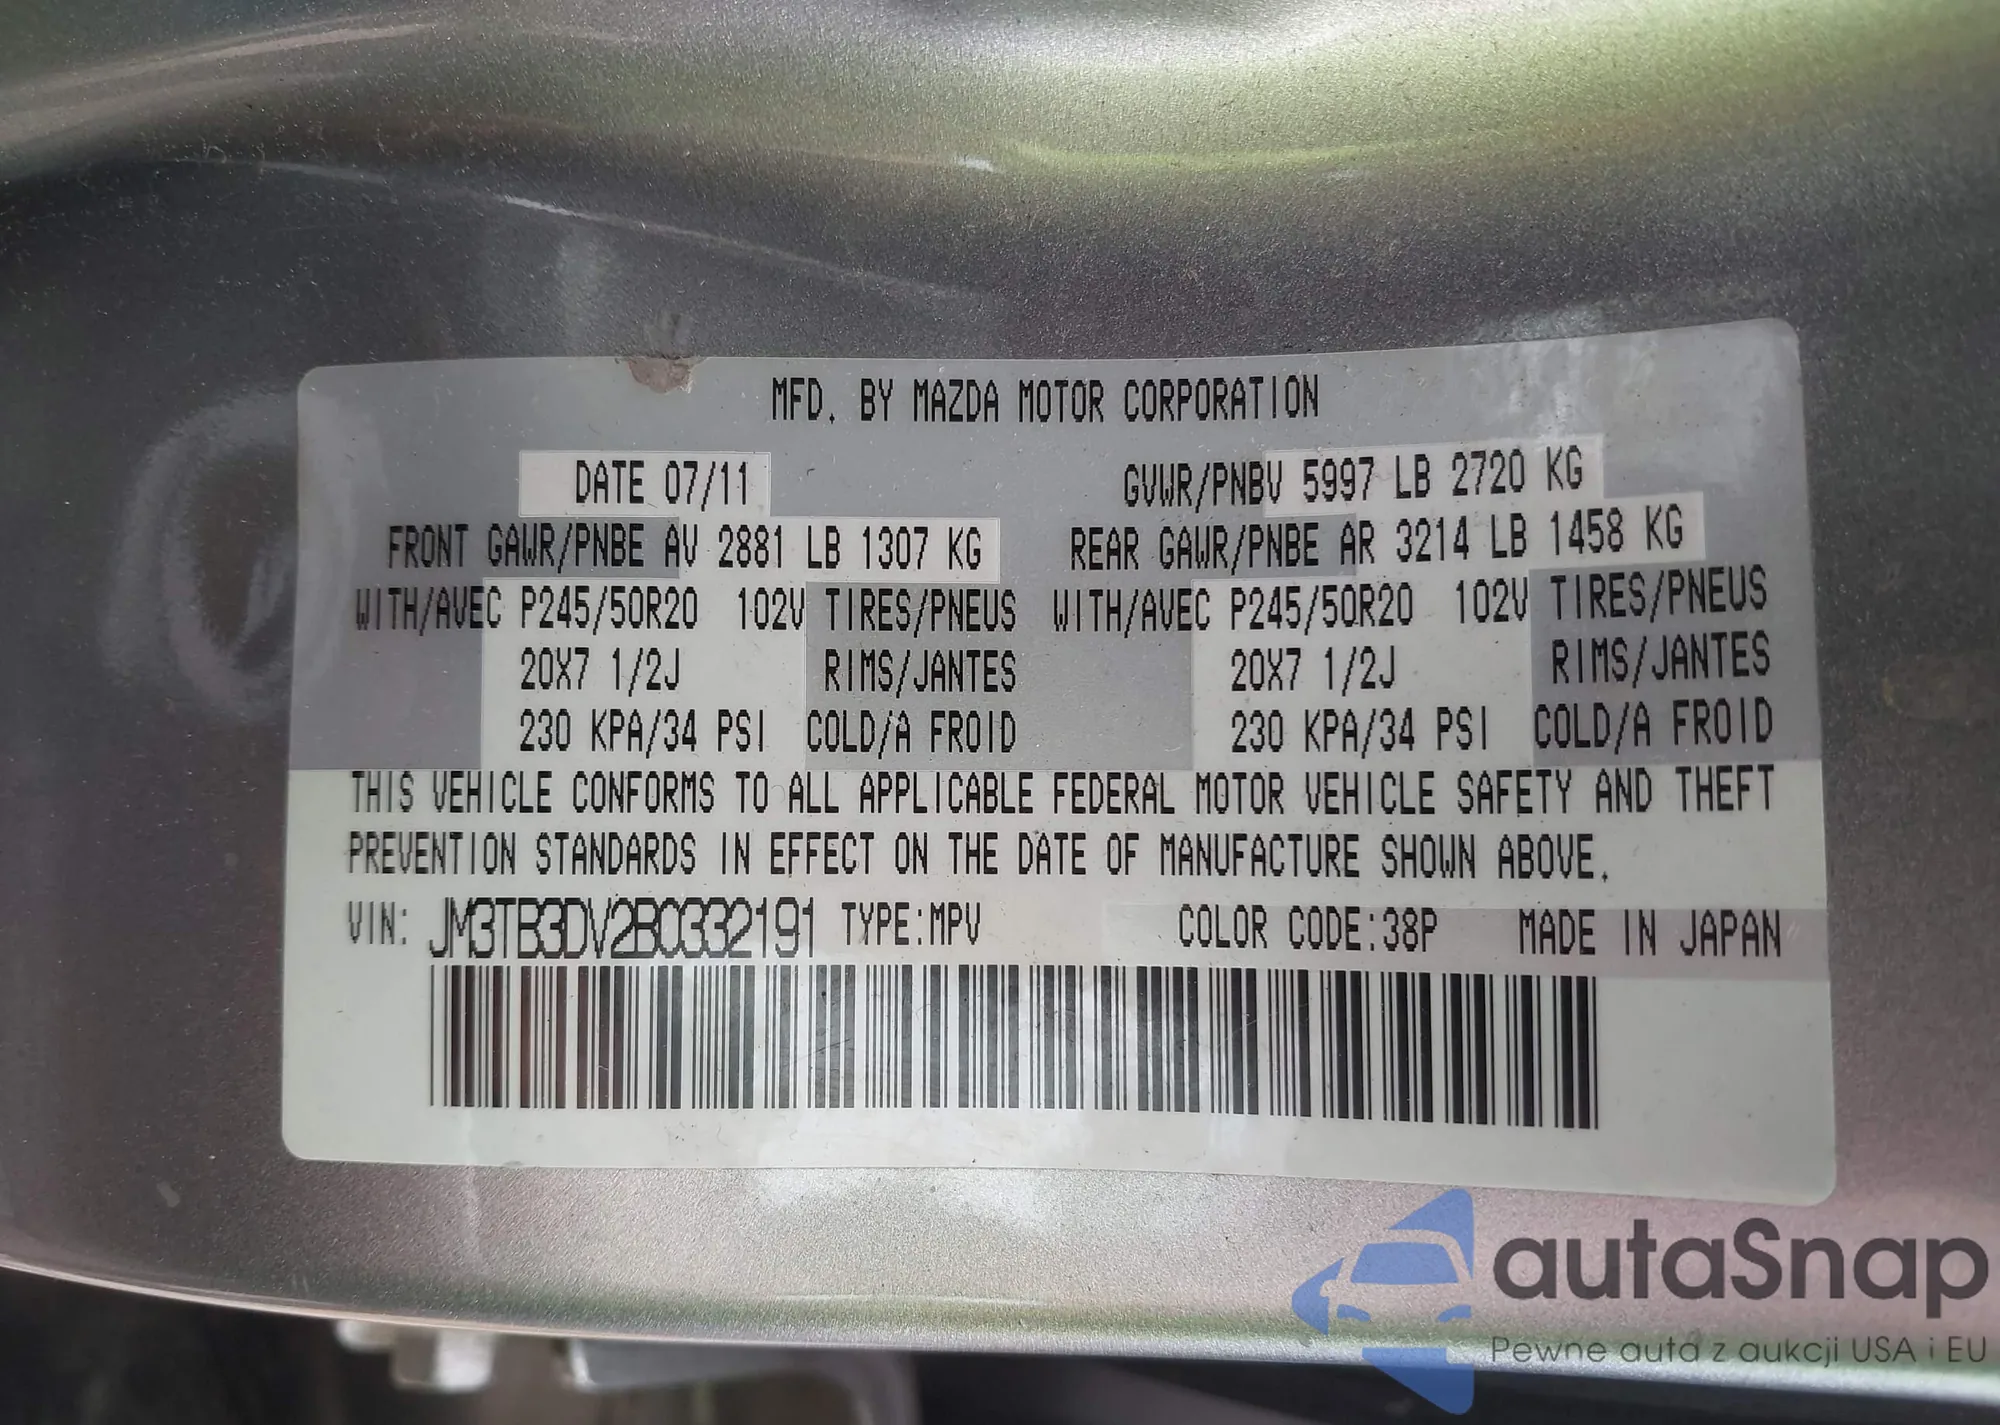 MFD. BY MAZDA MOTOR CORPORATION
DATE 07/11 GVWR/PNBV 5997 LB 2720 KG
FRONT GAWR/PNBE AV 2881 LB 1307 KG REAR GAWR/PNBE AR 3214 LB 1458 KG
WITH/AVEC P245/50R20 102V TIRES/PNEUS WITH/AVEC P245/50R20 102V TIRES/PNEUS
20X7 1/2J RIMS/JANTES 20X7 1/2J RIMS/JANTES
230 KPA/34 PSI COLD/A FROID 230 KPA/34 PSI COLD/A FROID
THIS VEHICLE CONFORMS TO ALL APPLICABLE FEDERAL MOTOR VEHICLE SAFETY AND THEFT
PREVENTION STANDARDS IN EFFECT ON THE DATE OF MANUFACTURE SHOWN ABOVE.
VIN: JM3TB3DV2B0332191 TYPE:MPV COLOR CODE:38P MADE IN JAPAN
autaSnap
Pewne auta z aukcji USA i EU